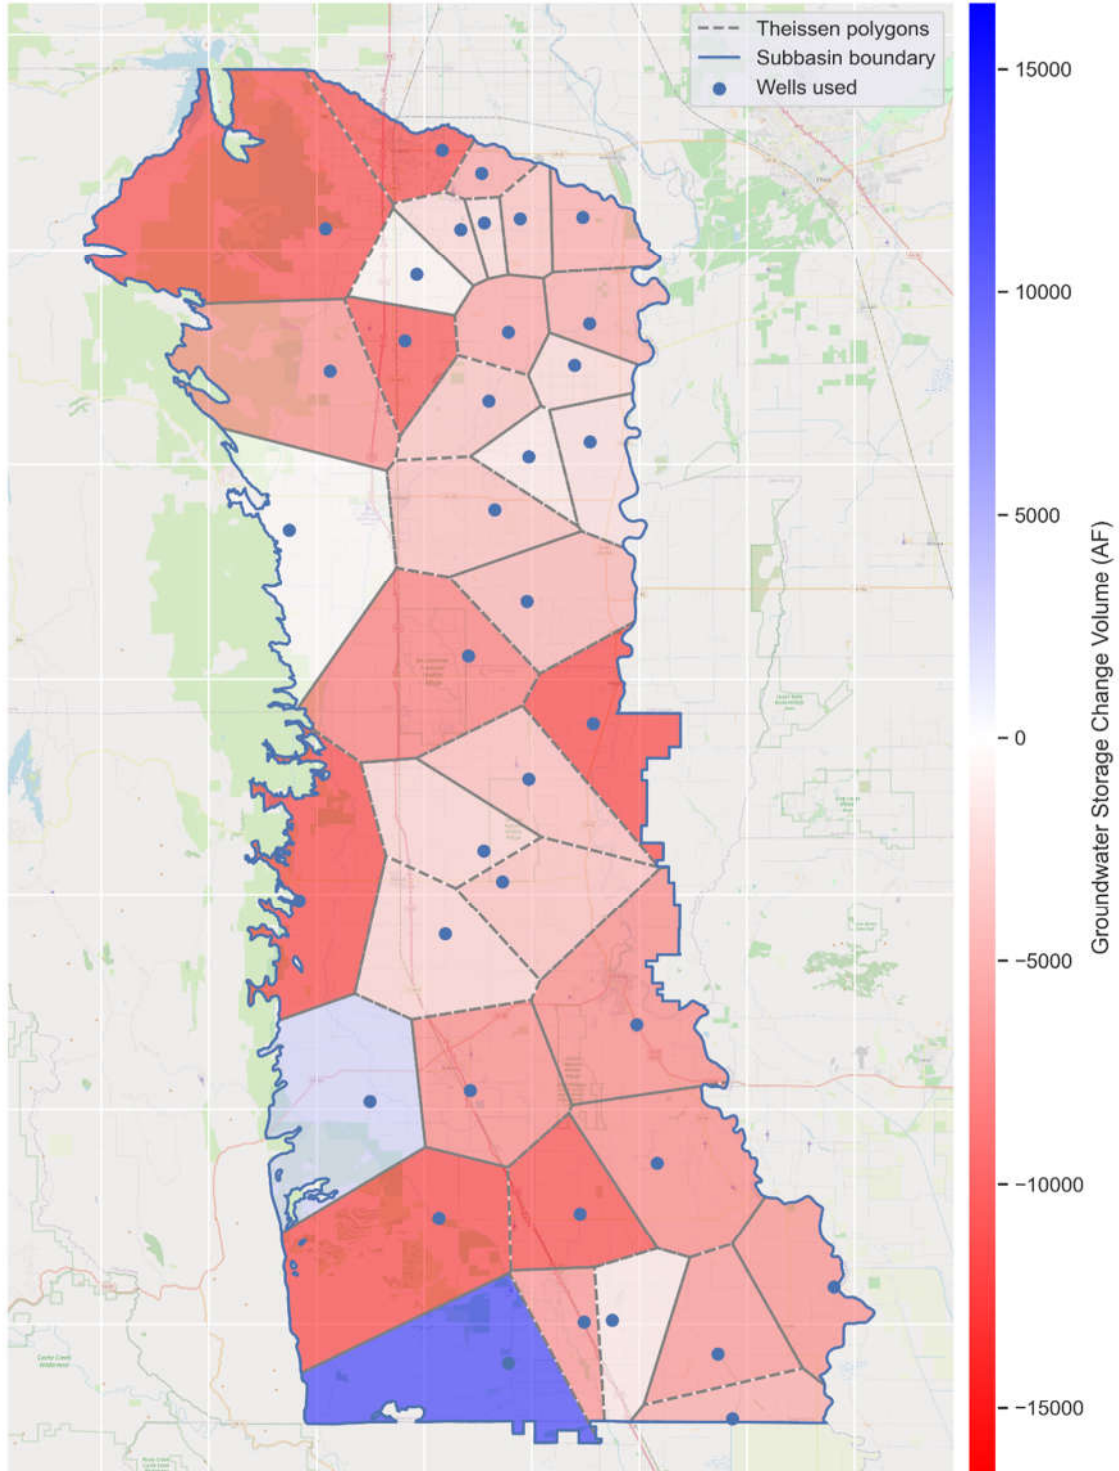 Theissen polygons
Subbasin boundary
Wells used
15000
10000
5000
0
−5000
−10000
−15000
Groundwater Storage Change Volume (AF)